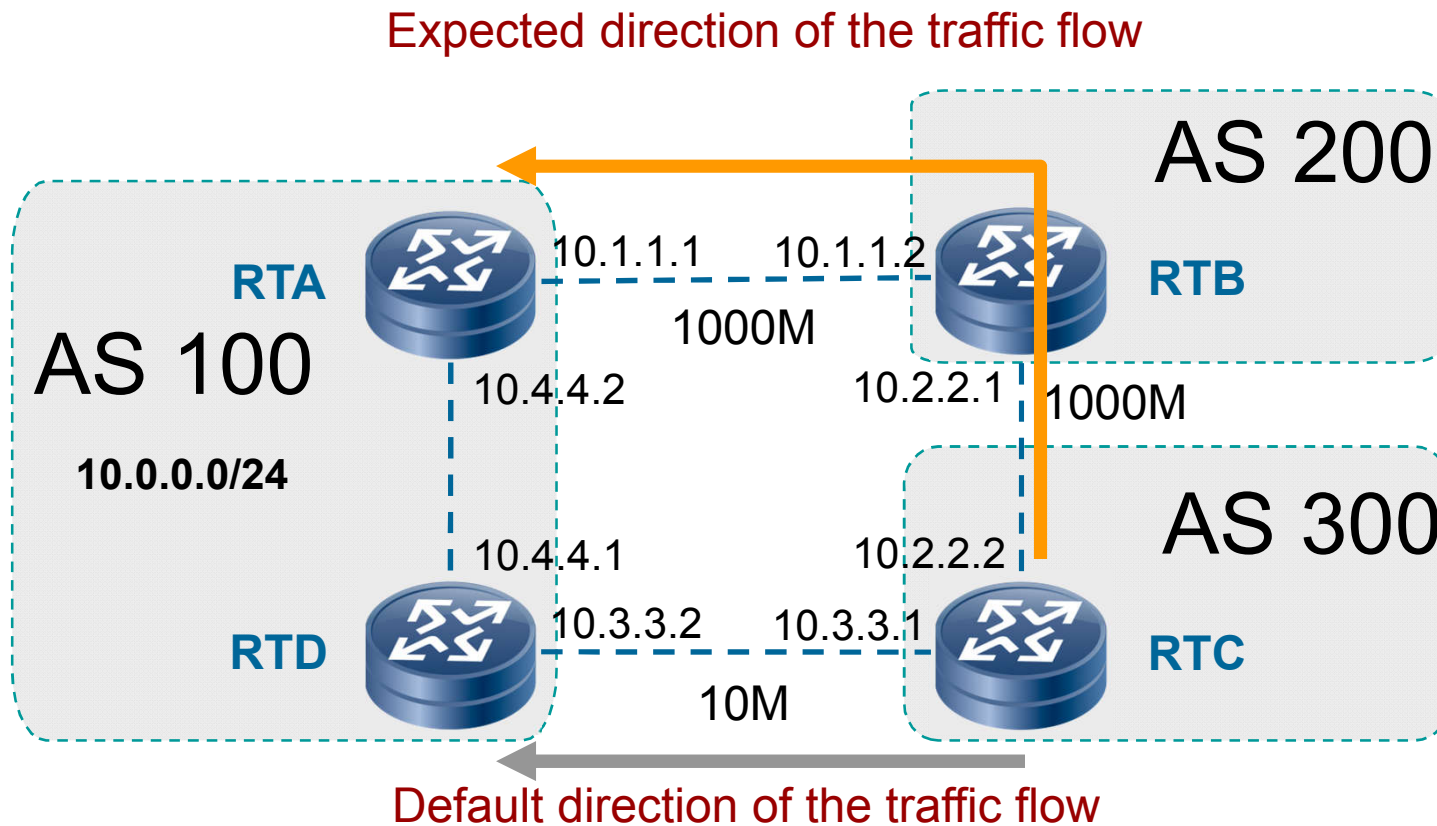 Expected direction of the traffic flow
AS 200
10.1.1.1
10.1.1.2
RTA
RTB
1000M
AS 100
10.4.4.2
10.2.2.1
1000M
10.0.0.0/24
AS 300
10.4.4.1
10.2.2.2
10.3.3.2
10.3.3.1
RTD
RTC
10M
Default direction of the traffic flow